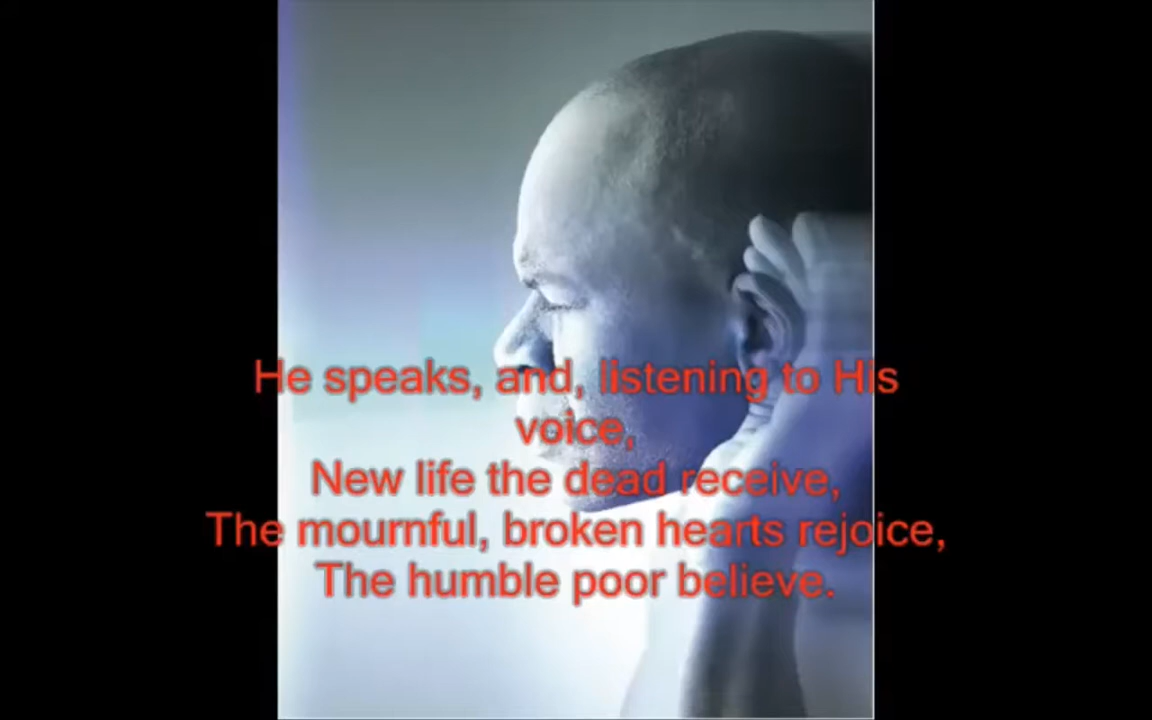 He speaks, and, listening to His
voice,
New life the dead receive,
The mournful, broken hearts rejoice,
The humble poor believe.